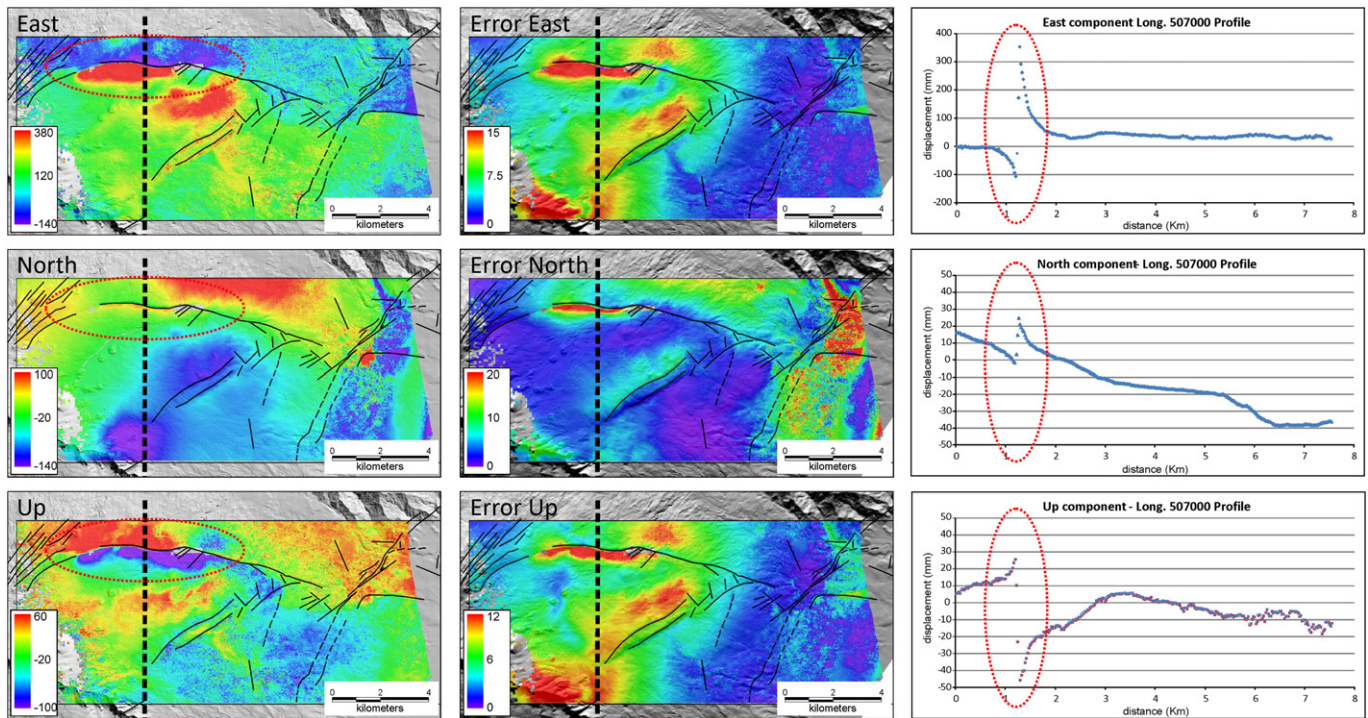 East
380
120
-140
0 2 4
kilometers
Error East
15
7.5
0
0 2 4
kilometers
East component Long. 507000 Profile
400
300
200
100
0
-100
-200
displacement (mm)
0 1 2 3 4 5 6 7 8
distance (Km)
North
100
-20
-140
0 2 4
kilometers
Error North
20
10
0
0 2 4
kilometers
North component- Long. 507000 Profile
50
40
30
20
10
0
-10
-20
-30
-40
-50
displacement (mm)
0 1 2 3 4 5 6 7 8
distance (Km)
Up
60
-20
-100
0 2 4
kilometers
Error Up
12
6
0
0 2 4
kilometers
Up component - Long. 507000 Profile
50
40
30
20
10
0
-10
-20
-30
-40
-50
displacement (mm)
0 1 2 3 4 5 6 7 8
distance (Km)